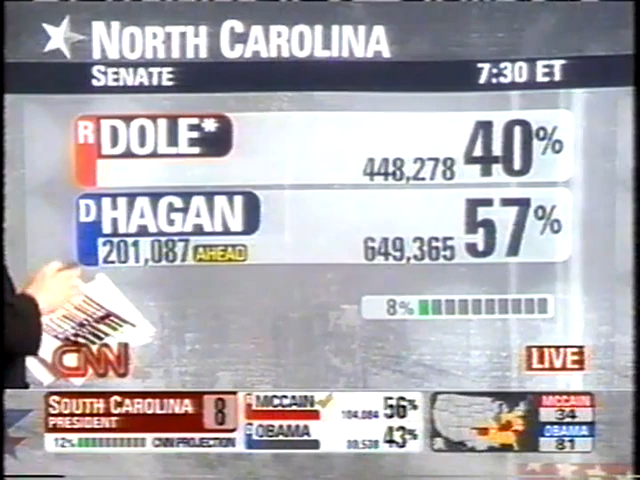 NORTH CAROLINA
SENATE 7:30 ET
R DOLE* 448,278 40%
D HAGAN 649,365 57%
201,087 AHEAD
8%
CNN LIVE
SOUTH CAROLINA 8
PRESIDENT
12% CNN PROJECTION
R MCCAIN 104,084 56%
OBAMA 43%
MCCAIN
34
OBAMA
81